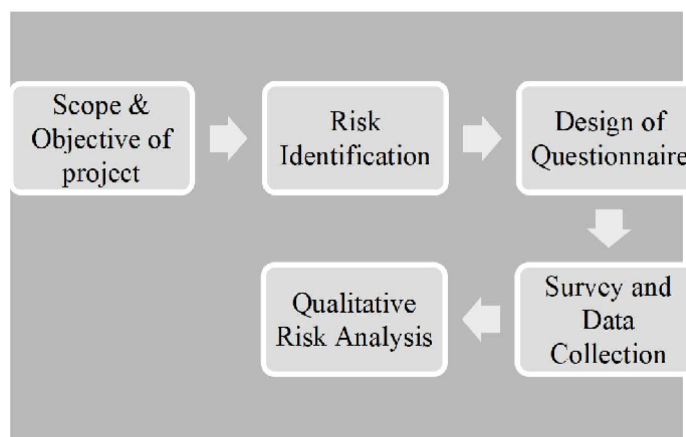 Scope &
Objective of
project
Risk
Identification
Design of
Questionnaire
Survey and
Data
Collection
Qualitative
Risk Analysis